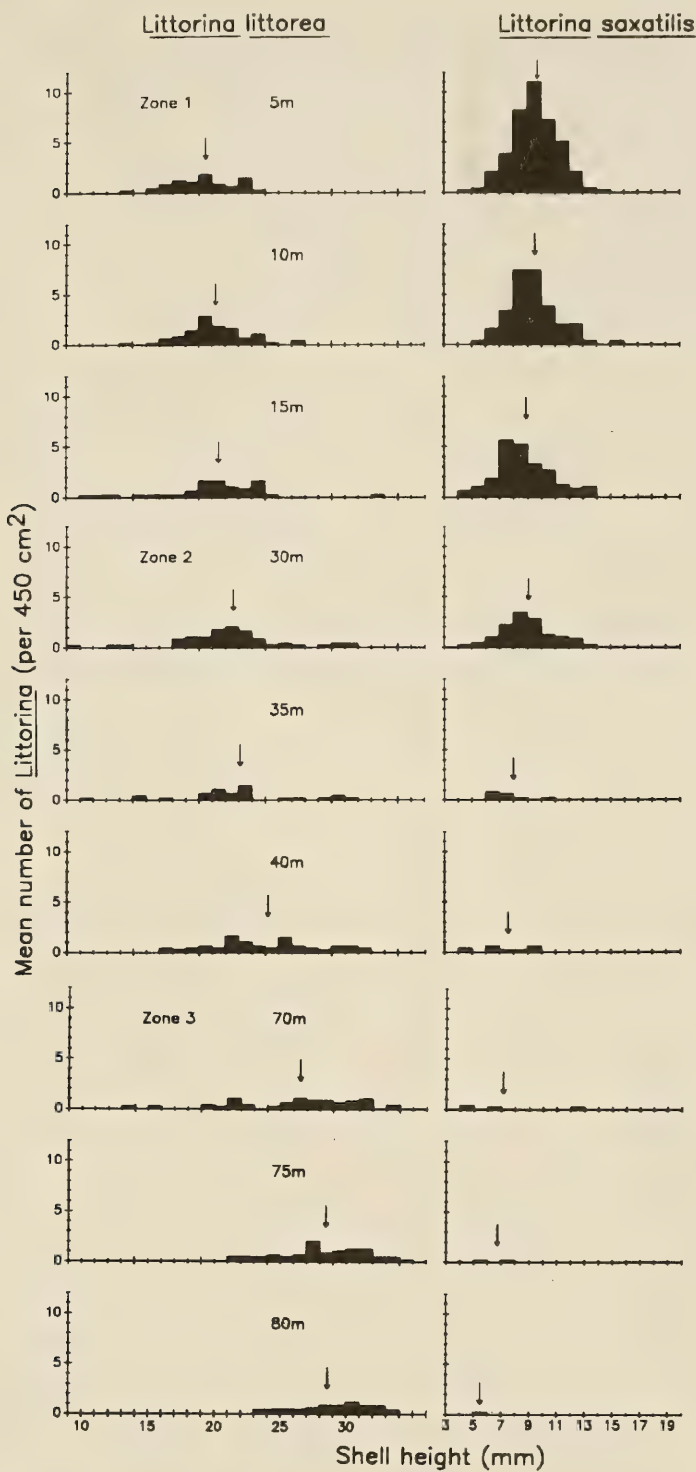 Littorina littorea Littorina saxatilis
Mean number of Littorina (per 450 cm²)
10
5
0
Zone 1 5m
10
5
0
10m
10
5
0
15m
10
5
0
Zone 2 30m
10
5
0
35m
10
5
0
40m
10
5
0
Zone 3 70m
10
5
0
75m
10
5
0
80m
10 15 20 25 30 3 5 7 9 11 13 15 17 19
Shell height (mm)